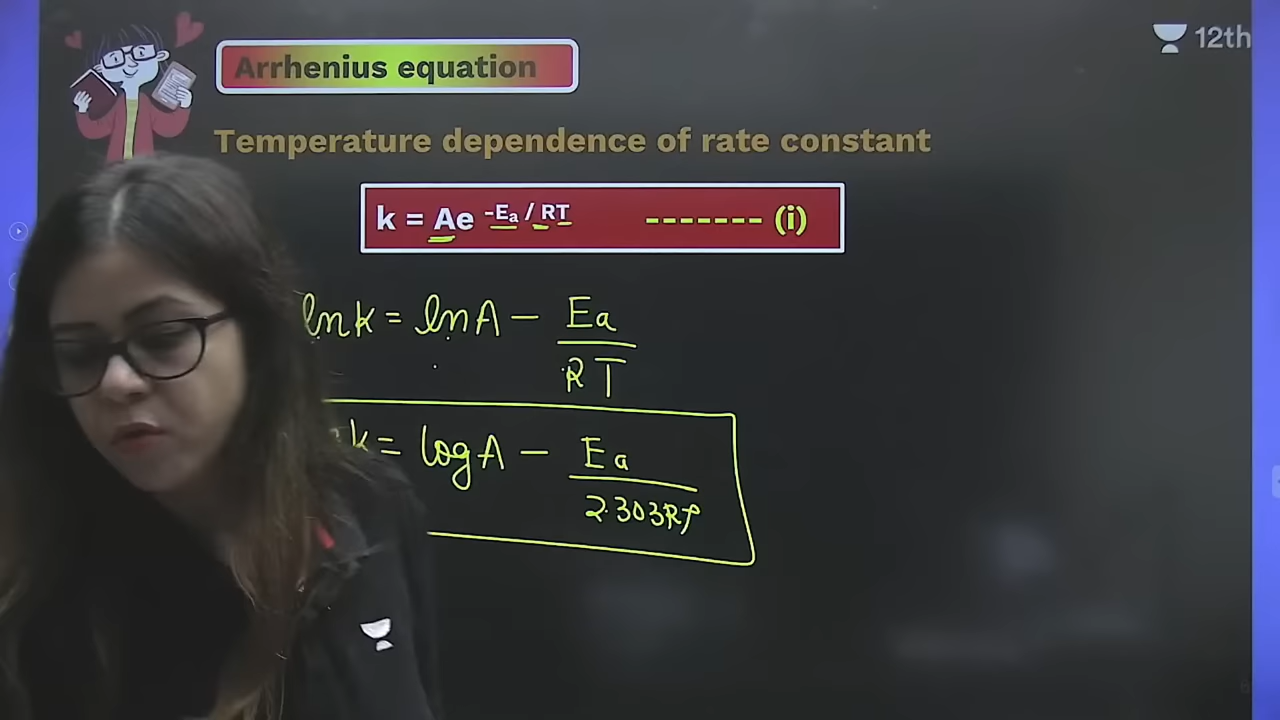 Arrhenius equation
12th
Temperature dependence of rate constant
k = Ae -Eₐ / RT ------- (i)
lnk = lnA - Ea
RT
k = logA - Ea
2.303RT